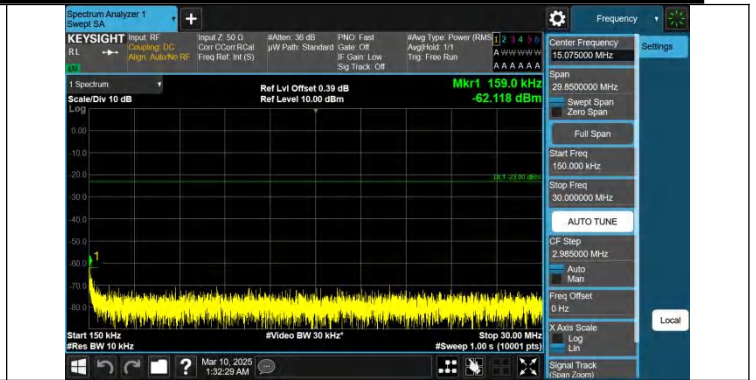 Spectrum Analyzer 1
Swept SA
+
Frequency
KEYSIGHT
RL
Input: RF
Coupling: DC
Align: Auto/No RF
Input Z: 50 Ω
Corr CCorr RCal
Freq Ref: Int (S)
#Atten: 36 dB
µW Path: Standard
PNO: Fast
Gate: Off
IF Gain: Low
Sig Track: Off
#Avg Type: Power (RMS
Avg|Hold: 1/1
Trig: Free Run
1 2 3 4 5 6
A W W W W W
A A A A A A
1 Spectrum
Scale/Div 10 dB
Log
Ref Lvl Offset 0.39 dB
Ref Level 10.00 dBm
Mkr1 159.0 kHz
-62.118 dBm
0.00
-10.0
-20.0
-30.0
-40.0
-50.0
-60.0
-70.0
-80.0
1
Start 150 kHz
#Res BW 10 kHz
#Video BW 30 kHz*
Stop 30.00 MHz
#Sweep 1.00 s (10001 pts)
Center Frequency
15.075000 MHz
Settings
Span
29.8500000 MHz
Swept Span
Zero Span
Full Span
Start Freq
150.000 kHz
Stop Freq
30.000000 MHz
AUTO TUNE
CF Step
2.985000 MHz
Auto
Man
Freq Offset
0 Hz
X Axis Scale
Log
Lin
Local
Signal Track
(Span Zoom)
?
Mar 10, 2025
1:32:29 AM